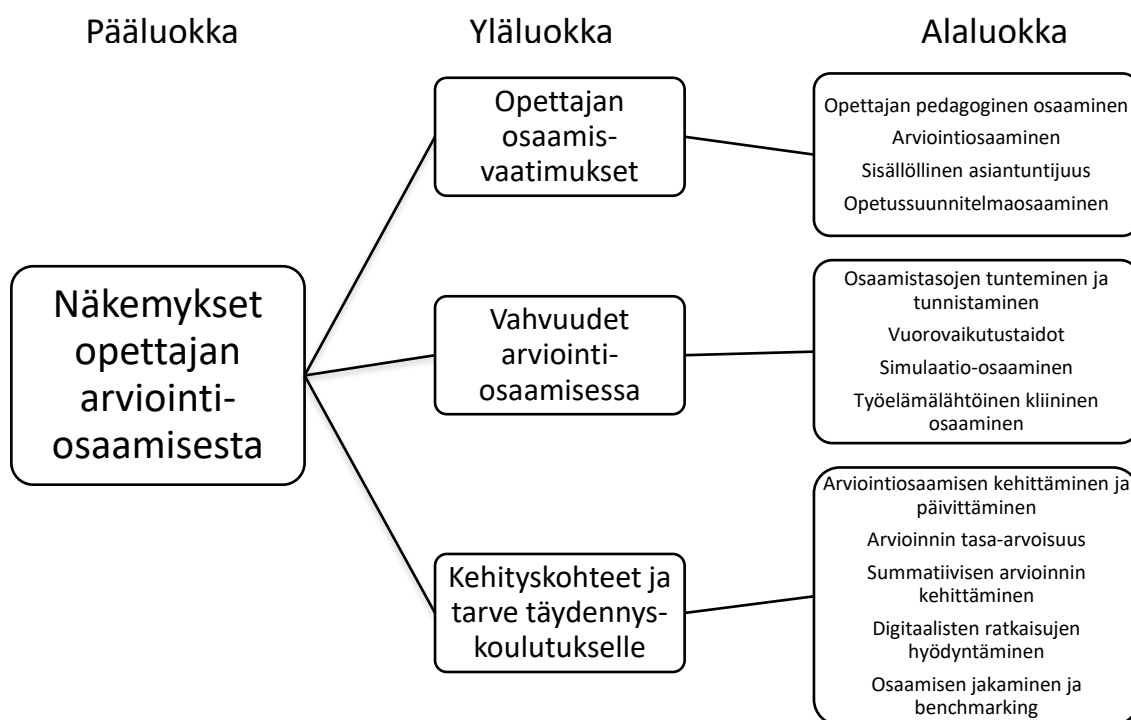 Pääluokka
Yläluokka
Alaluokka
Näkemykset
opettajan
arviointi-
osaamisesta
Opettajan
osaamis-
vaatimukset
Opettajan pedagoginen osaaminen
Arviointiosaaminen
Sisällöllinen asiantuntijuus
Opetussuunnitelmaosaaminen
Vahvuudet
arviointi-
osaamisessa
Osaamistasojen tunteminen ja
tunnistaminen
Vuorovaikutustaidot
Simulaatio-osaaminen
Työelämälähtöinen kliininen
osaaminen
Kehityskohteet ja
tarve täydennys-
koulutukselle
Arviointiosaamisen kehittäminen ja
päivittäminen
Arvioinnin tasa-arvoisuus
Summatiivisen arvioinnin
kehittäminen
Digitaalisten ratkaisujen
hyödyntäminen
Osaamisen jakaminen ja
benchmarking